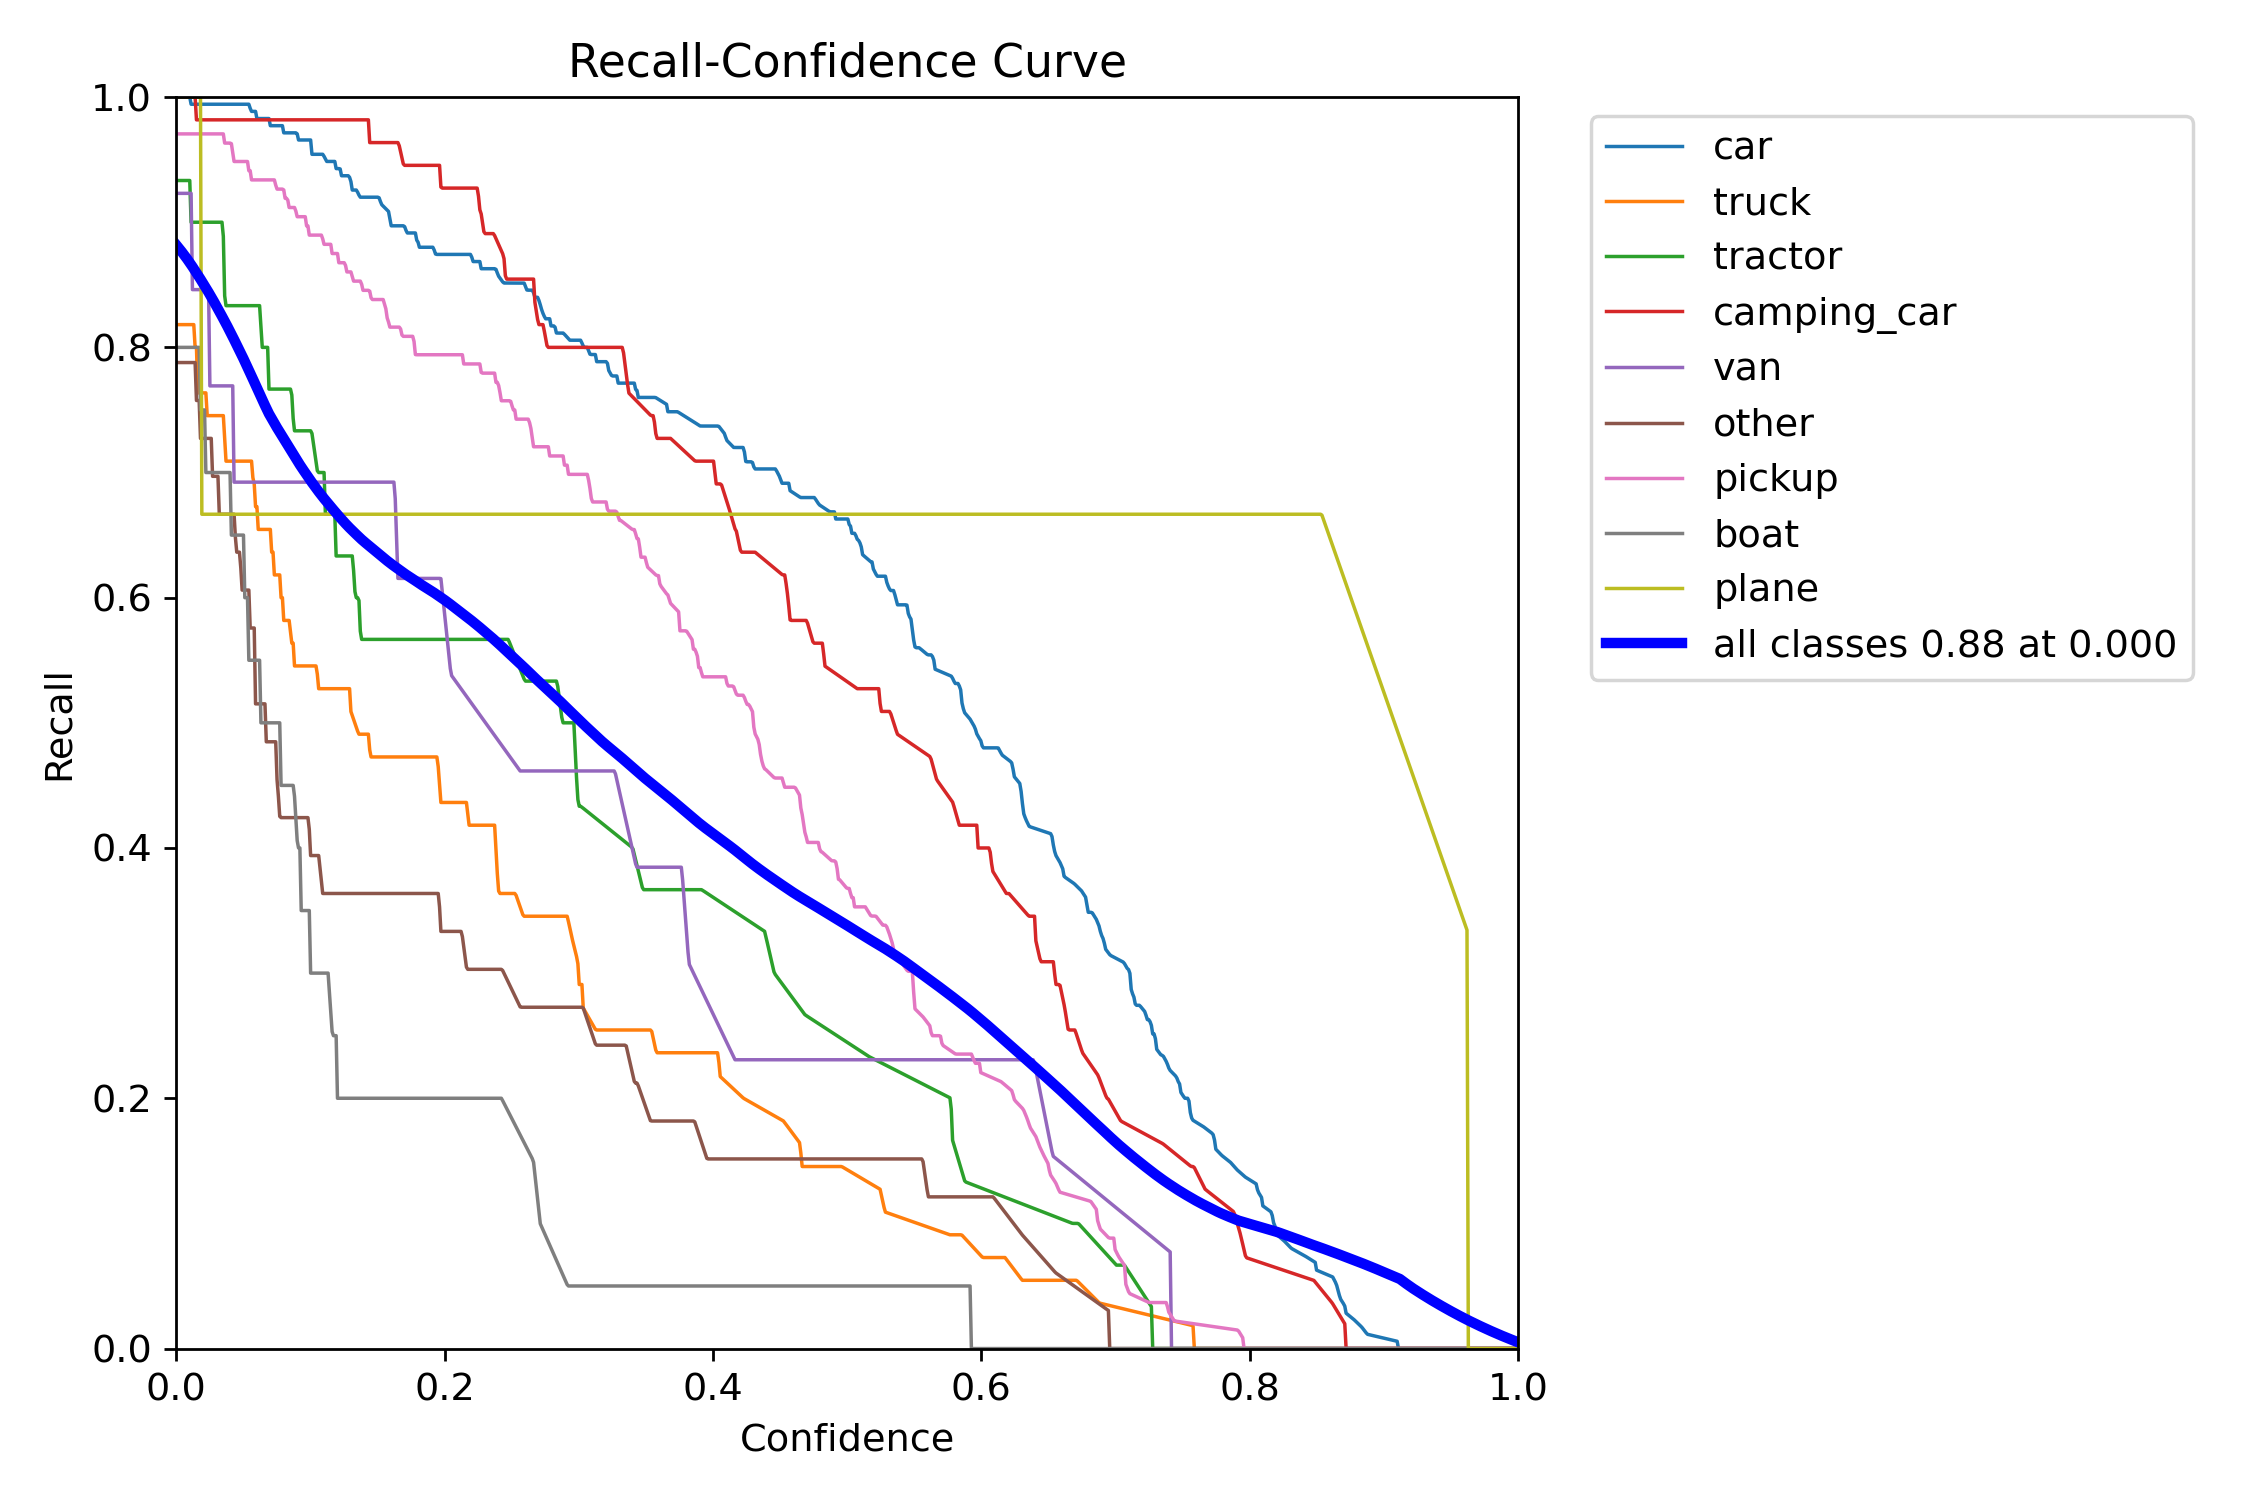 Recall-Confidence Curve
1.0
0.8
0.6
0.4
0.2
0.0
Recall
0.0 0.2 0.4 0.6 0.8 1.0
Confidence
car
truck
tractor
camping_car
van
other
pickup
boat
plane
all classes 0.88 at 0.000